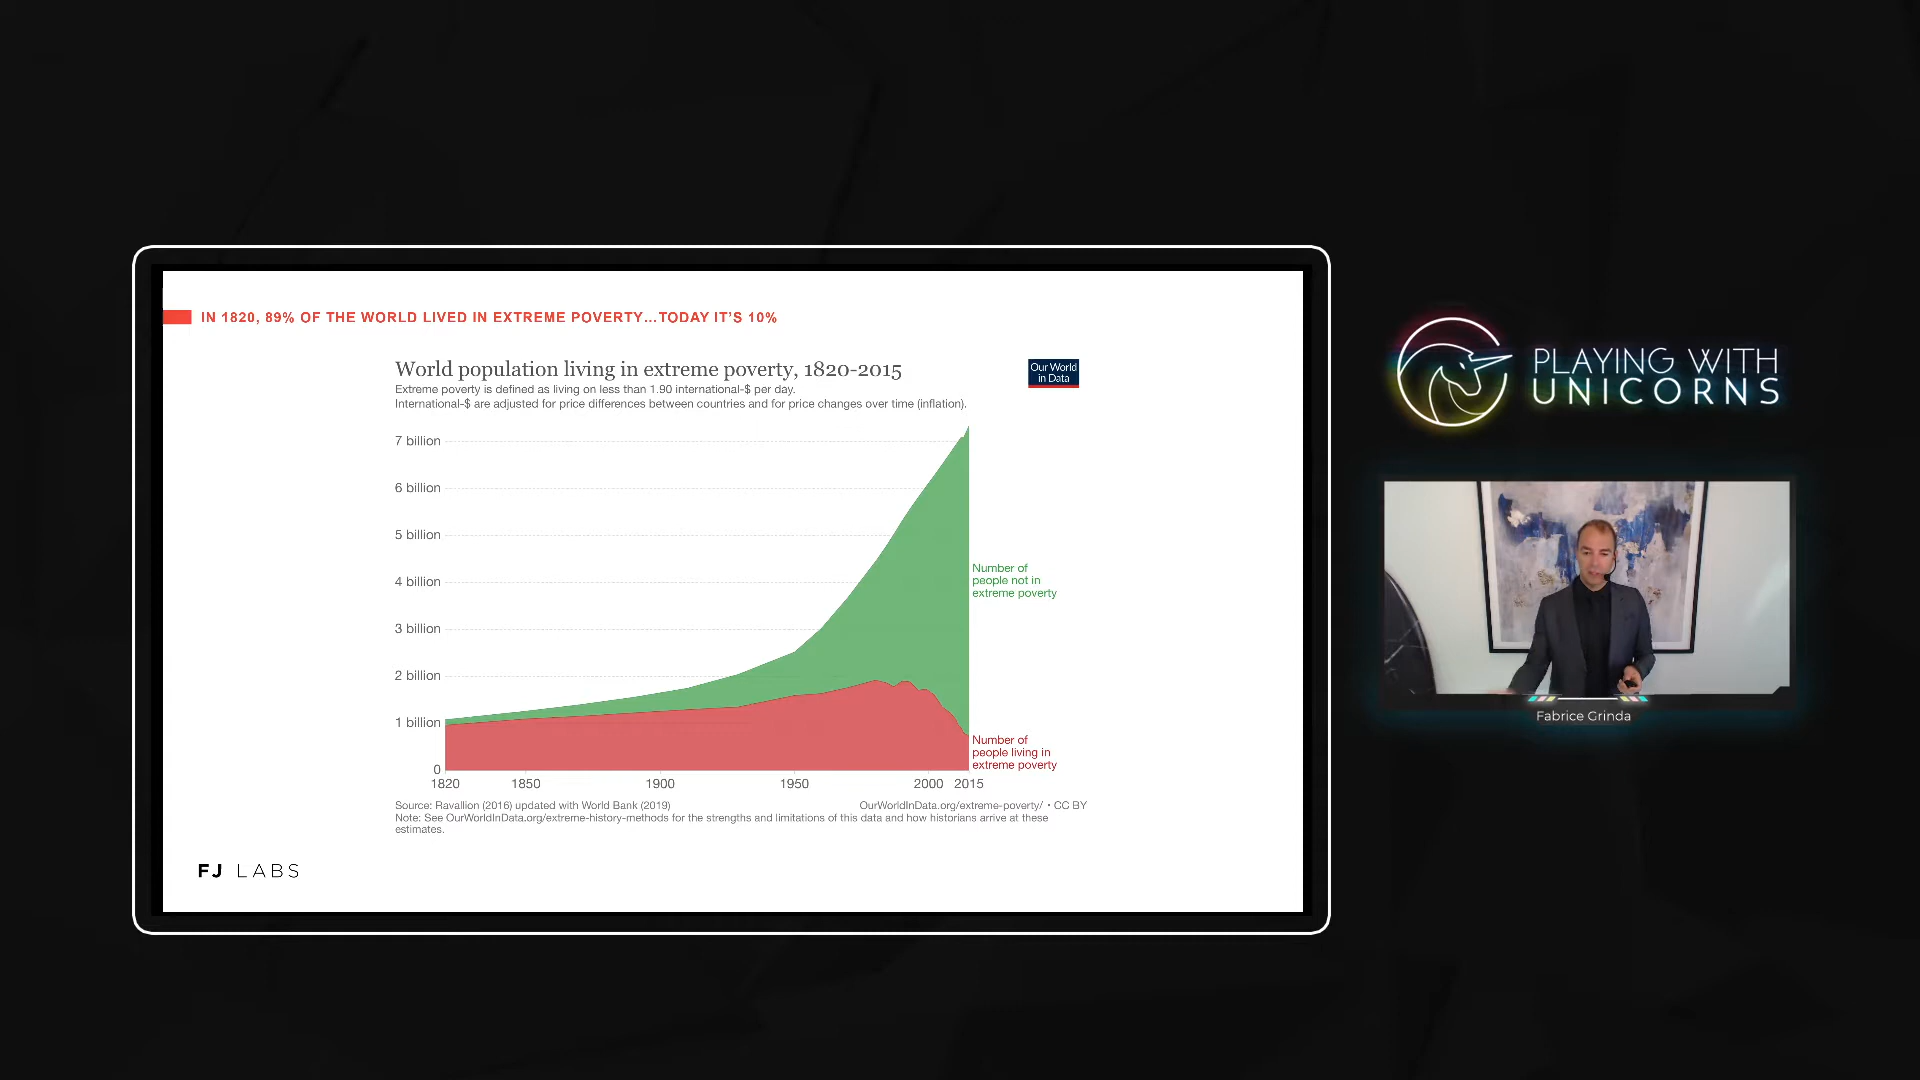 IN 1820, 89% OF THE WORLD LIVED IN EXTREME POVERTY...TODAY IT'S 10%
World population living in extreme poverty, 1820-2015
Extreme poverty is defined as living on less than 1.90 international-$ per day.
International-$ are adjusted for price differences between countries and for price changes over time (inflation).
Our World
in Data
7 billion
6 billion
5 billion
4 billion
3 billion
2 billion
1 billion
0
1820
1850
1900
1950
2000
2015
Number of
people not in
extreme poverty
Number of
people living in
extreme poverty
Source: Ravallion (2016) updated with World Bank (2019)
OurWorldInData.org/extreme-poverty/ • CC BY
Note: See OurWorldInData.org/extreme-history-methods for the strengths and limitations of this data and how historians arrive at these
estimates.
FJ LABS
PLAYING WITH
UNICORNS
Fabrice Grinda